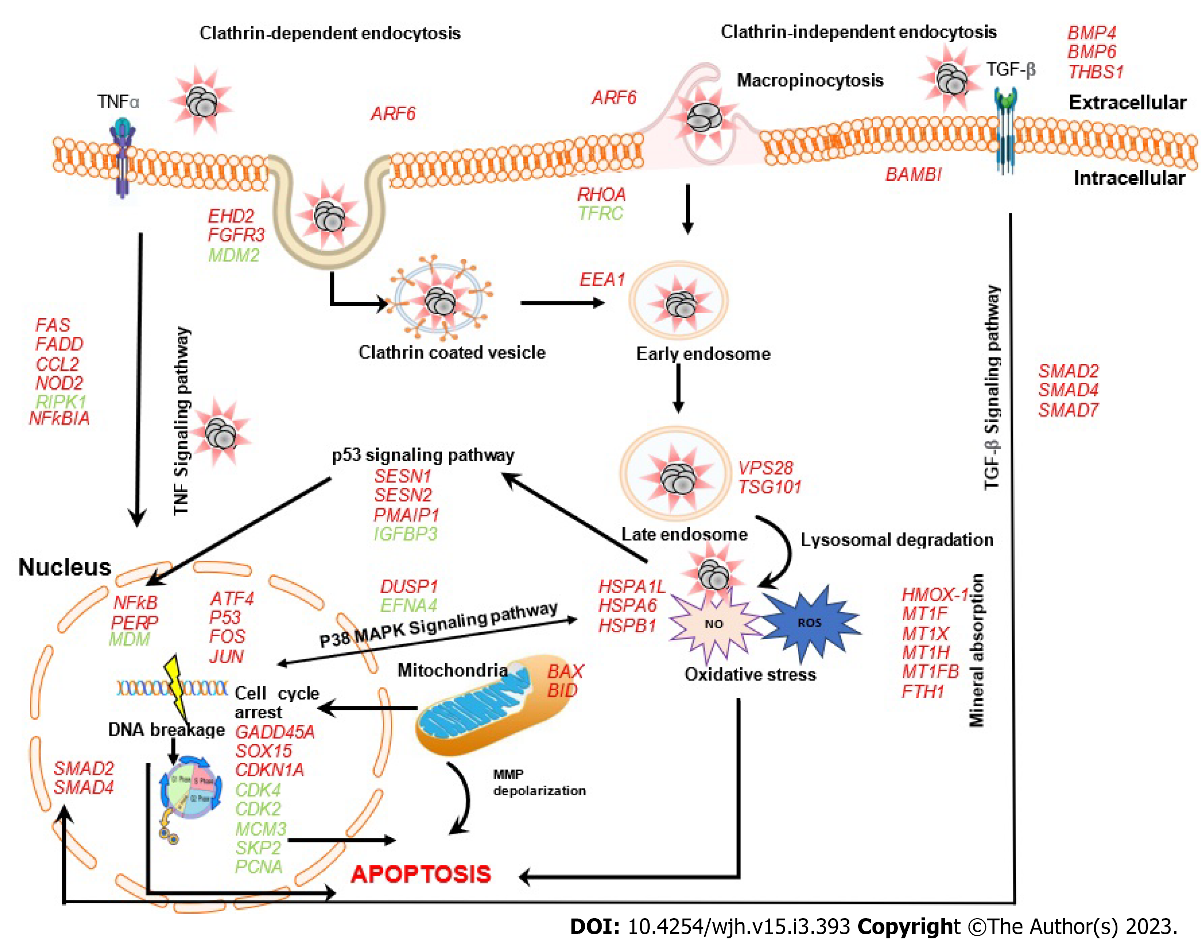 Clathrin-dependent endocytosis
Clathrin-independent endocytosis
BMP4
BMP6
THBS1
TNFα
ARF6
ARF6
Macropinocytosis
TGF-β
Extracellular
Intracellular
BAMBI
EHD2
FGFR3
MDM2
RHOA
TFRC
EEA1
Clathrin coated vesicle
Early endosome
FAS
FADD
CCL2
NOD2
RIPK1
NFkBIA
TNF Signaling pathway
TGF-β Signaling pathway
SMAD2
SMAD4
SMAD7
p53 signaling pathway
SESN1
SESN2
PMAIP1
IGFBP3
VPS28
TSG101
Late endosome
Lysosomal degradation
Nucleus
NFkB
PERP
MDM
ATF4
P53
FOS
JUN
DUSP1
EFNA4
P38 MAPK Signaling pathway
HSPA1L
HSPA6
HSPB1
NO
ROS
Oxidative stress
HMOX-1
MT1F
MT1X
MT1H
MT1FB
FTH1
Mineral absorption
Mitochondria
BAX
BID
DNA breakage
Cell cycle
arrest
GADD45A
SOX15
CDKN1A
CDK4
CDK2
MCM3
SKP2
PCNA
G1 Phase
S Phase
G2 Phase
SMAD2
SMAD4
MMP
depolarization
APOPTOSIS
DOI: 10.4254/wjh.v15.i3.393 Copyright ©The Author(s) 2023.